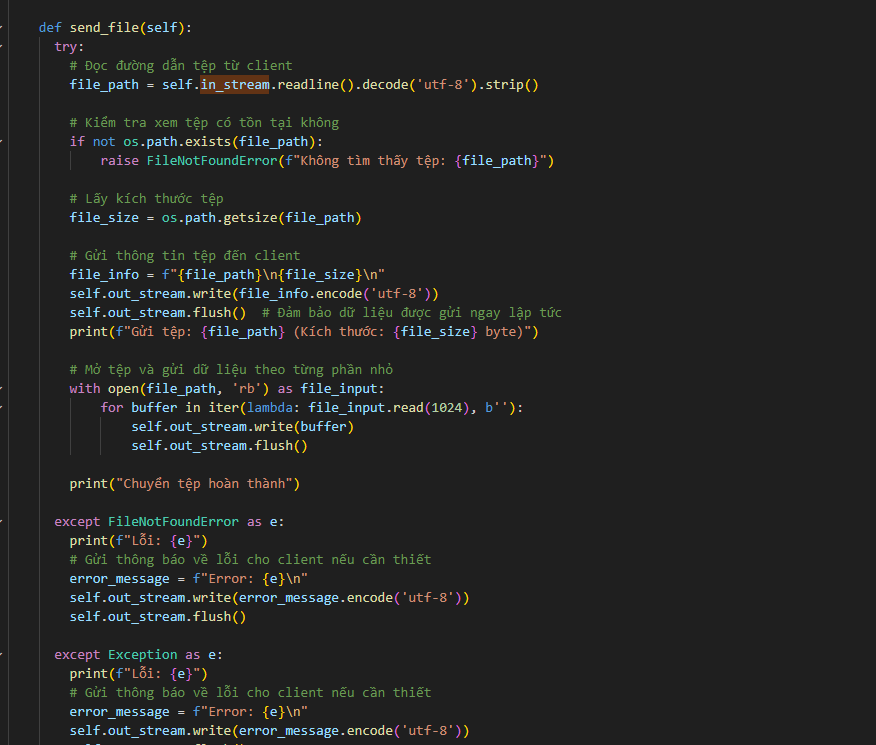 def send_file(self):
try:
# Đọc đường dẫn tệp từ client
file_path = self.in_stream.readline().decode('utf-8').strip()
# Kiểm tra xem tệp có tồn tại không
if not os.path.exists(file_path):
raise FileNotFoundError(f"Không tìm thấy tệp: {file_path}")
# Lấy kích thước tệp
file_size = os.path.getsize(file_path)
# Gửi thông tin tệp đến client
file_info = f"{file_path}\n{file_size}\n"
self.out_stream.write(file_info.encode('utf-8'))
self.out_stream.flush()  # Đảm bảo dữ liệu được gửi ngay lập tức
print(f"Gửi tệp: {file_path} (Kích thước: {file_size} byte)")
# Mở tệp và gửi dữ liệu theo từng phần nhỏ
with open(file_path, 'rb') as file_input:
for buffer in iter(lambda: file_input.read(1024), b''):
self.out_stream.write(buffer)
self.out_stream.flush()
print("Chuyển tệp hoàn thành")
except FileNotFoundError as e:
print(f"Lỗi: {e}")
# Gửi thông báo về lỗi cho client nếu cần thiết
error_message = f"Error: {e}\n"
self.out_stream.write(error_message.encode('utf-8'))
self.out_stream.flush()
except Exception as e:
print(f"Lỗi: {e}")
# Gửi thông báo về lỗi cho client nếu cần thiết
error_message = f"Error: {e}\n"
self.out_stream.write(error_message.encode('utf-8'))